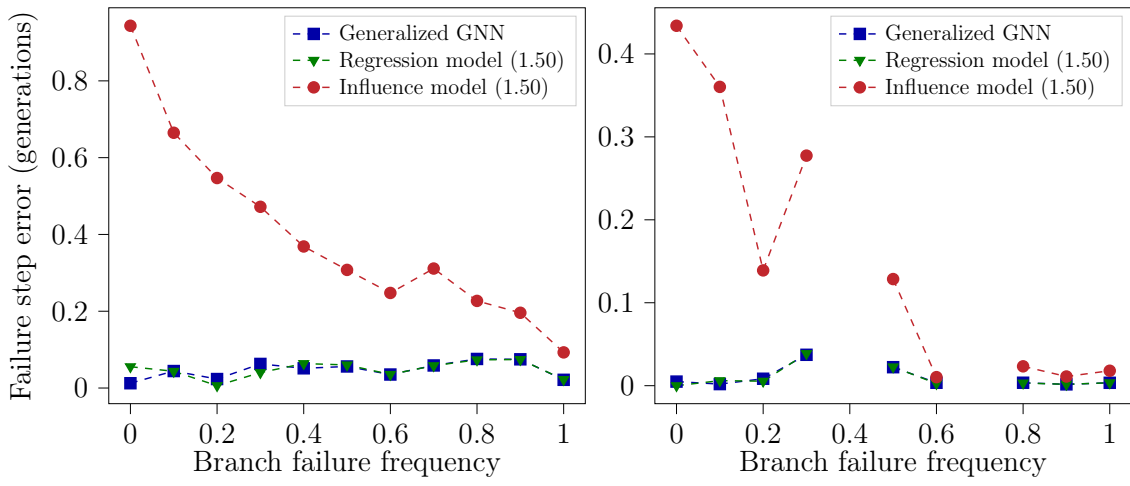 Failure step error (generations)
0.8
0.6
0.4
0.2
0
Generalized GNN
Regression model (1.50)
Influence model (1.50)
0 0.2 0.4 0.6 0.8 1
Branch failure frequency
0.4
0.3
0.2
0.1
0
Generalized GNN
Regression model (1.50)
Influence model (1.50)
0 0.2 0.4 0.6 0.8 1
Branch failure frequency